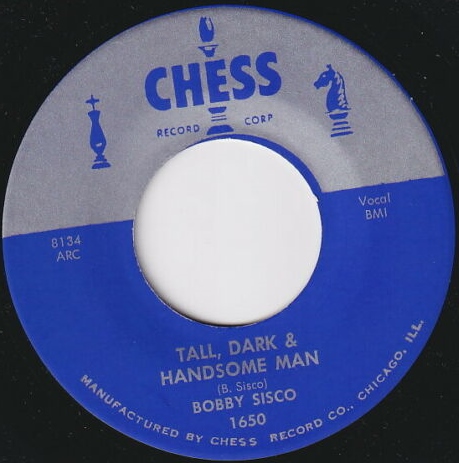 CHESS
RECORD CORP
8134
ARC
Vocal
BMI
TALL, DARK &
HANDSOME MAN
(B. Sisco)
BOBBY SISCO
1650
MANUFACTURED BY CHESS RECORD CO., CHICAGO, ILL.